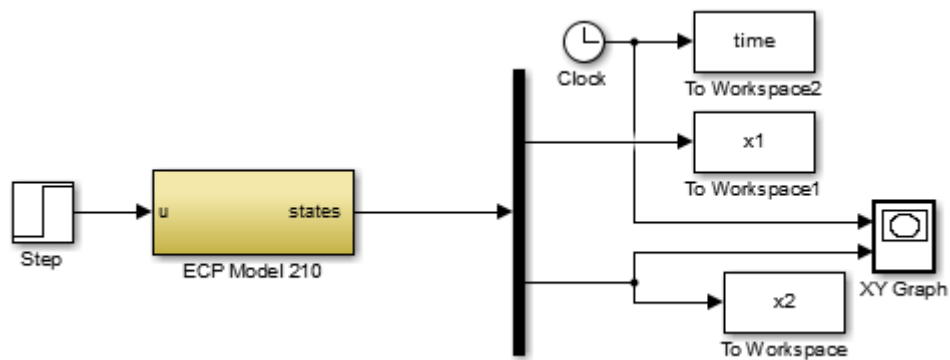 time
Clock
To Workspace2
x1
To Workspace1
u
states
Step
ECP Model 210
XY Graph
x2
To Workspace